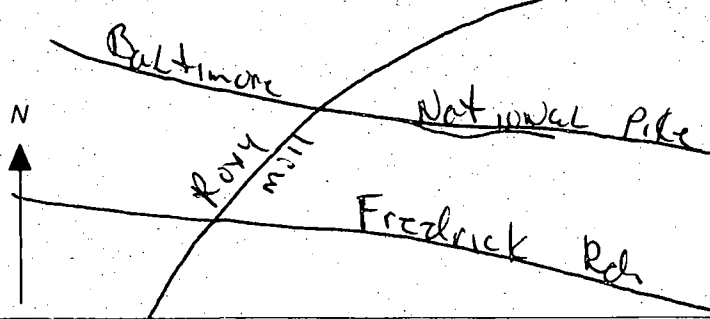 Baltimore National Pike
N
Roxy
mill
Fredrick Rd.